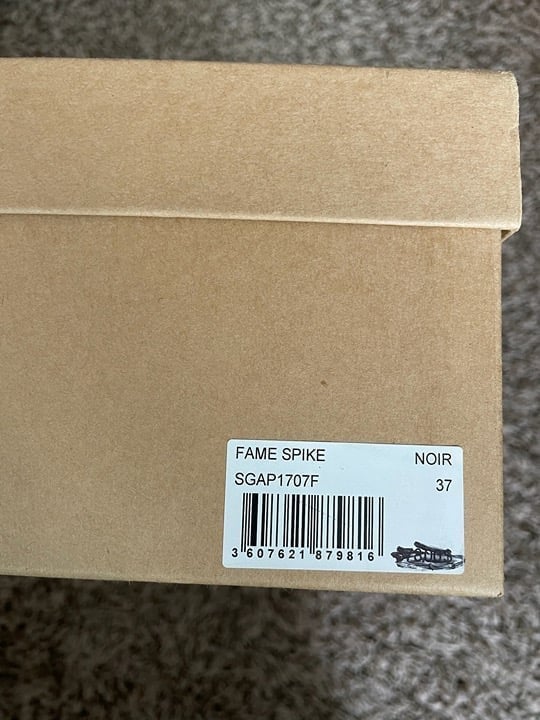 FAME SPIKE NOIR
SGAP1707F 37
3 607621 879816